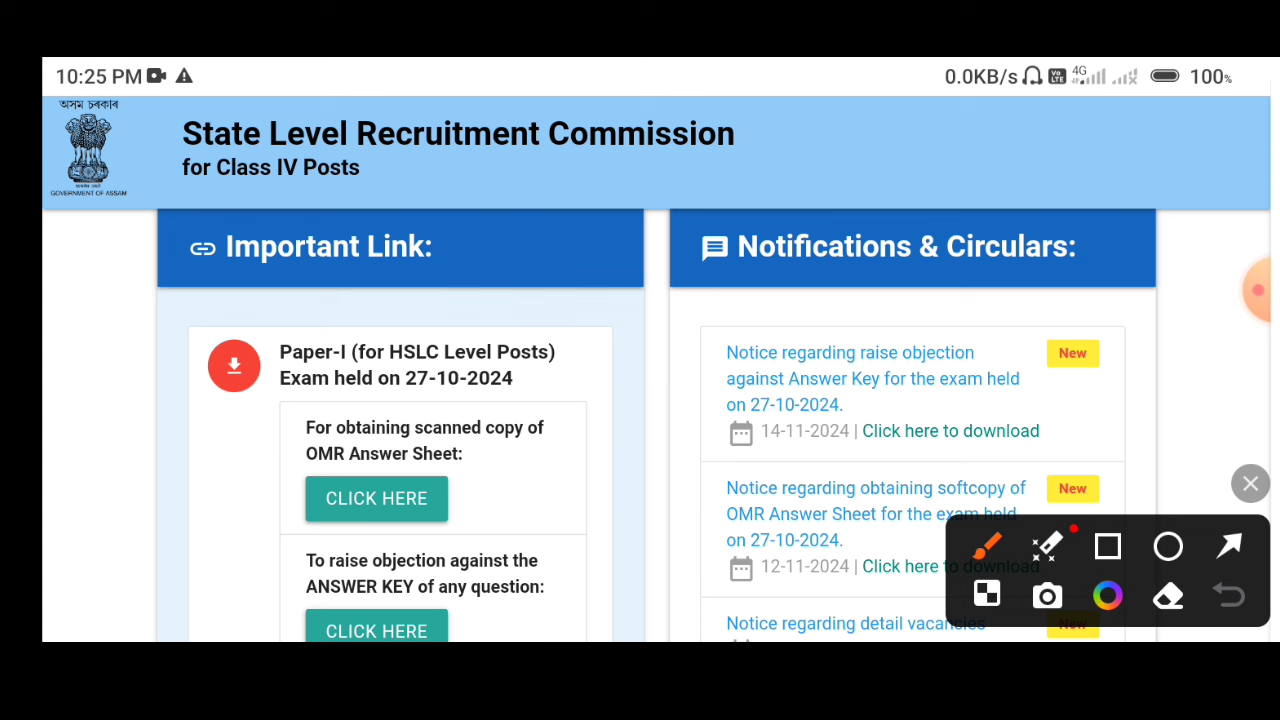 10:25 PM
0.0KB/s 4G 100%
অসম চৰকাৰ
GOVERNMENT OF ASSAM
State Level Recruitment Commission
for Class IV Posts
Important Link:
Paper-I (for HSLC Level Posts)
Exam held on 27-10-2024
For obtaining scanned copy of
OMR Answer Sheet:
CLICK HERE
To raise objection against the
ANSWER KEY of any question:
CLICK HERE
Notifications & Circulars:
Notice regarding raise objection New
against Answer Key for the exam held
on 27-10-2024.
14-11-2024 | Click here to download
Notice regarding obtaining softcopy of New
OMR Answer Sheet for the exam held
on 27-10-2024.
12-11-2024 | Click here to download
Notice regarding detail vacancies New